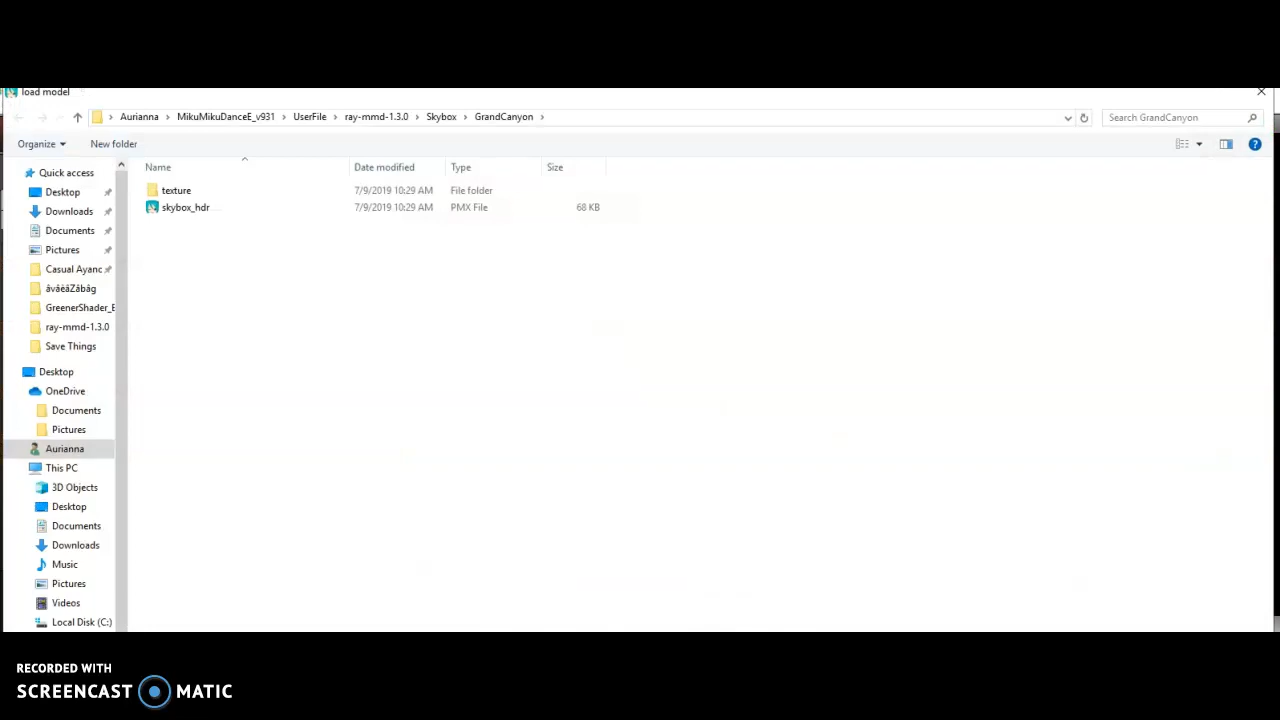 load model
Aurianna > MikuMikuDanceE_v931 > UserFile > ray-mmd-1.3.0 > Skybox > GrandCanyon >
Search GrandCanyon
Organize
New folder
Name
Date modified
Type
Size
texture
7/9/2019 10:29 AM
File folder
skybox_hdr
7/9/2019 10:29 AM
PMX File
68 KB
Quick access
Desktop
Downloads
Documents
Pictures
Casual Ayanc
åvâëäZâbâg
GreenerShader_E
ray-mmd-1.3.0
Save Things
Desktop
OneDrive
Documents
Pictures
Aurianna
This PC
3D Objects
Desktop
Documents
Downloads
Music
Pictures
Videos
Local Disk (C:)
RECORDED WITH
SCREENCAST MATIC